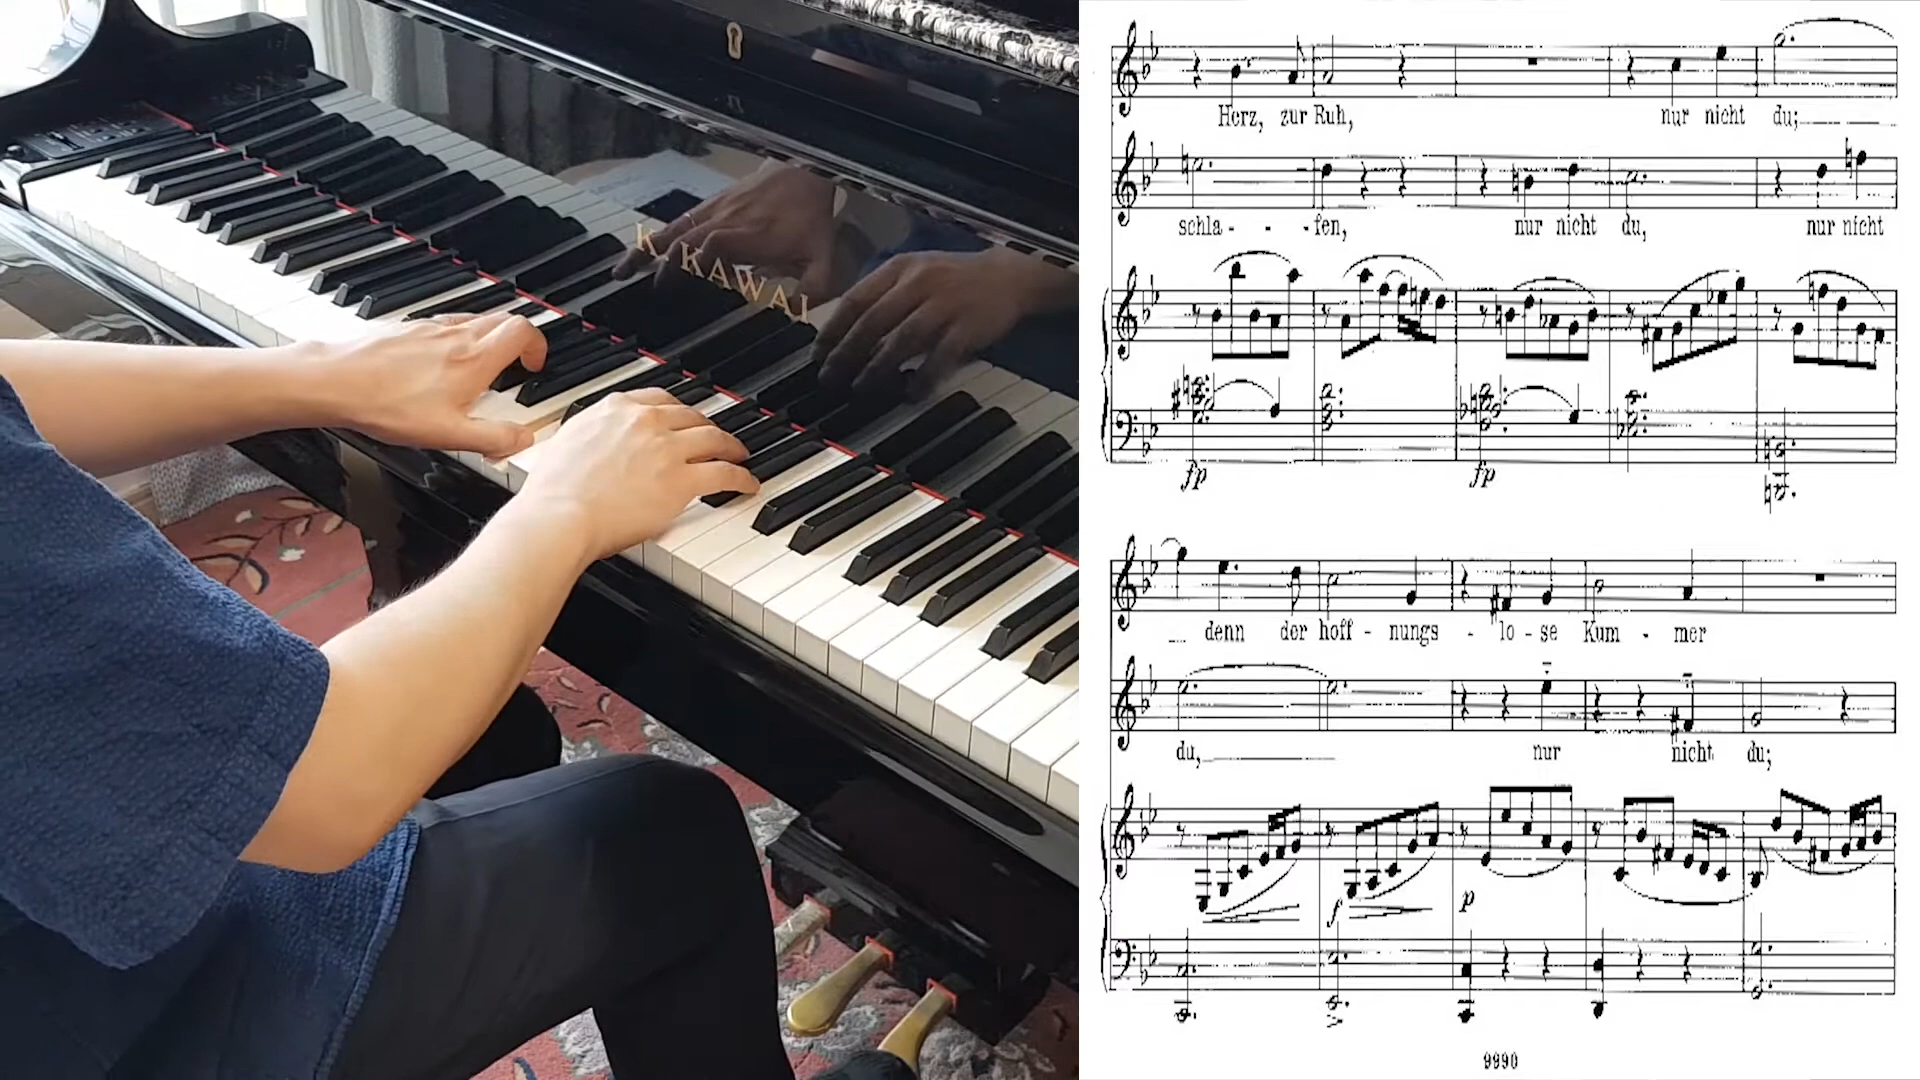 K. KAWAI
Herz, zur Ruh, nur nicht du;
schla - - - fen, nur nicht du, nur nicht
fp fp
denn der hoff - nungs - lo - se Kum - mer
du, nur nicht du;
f p
9990